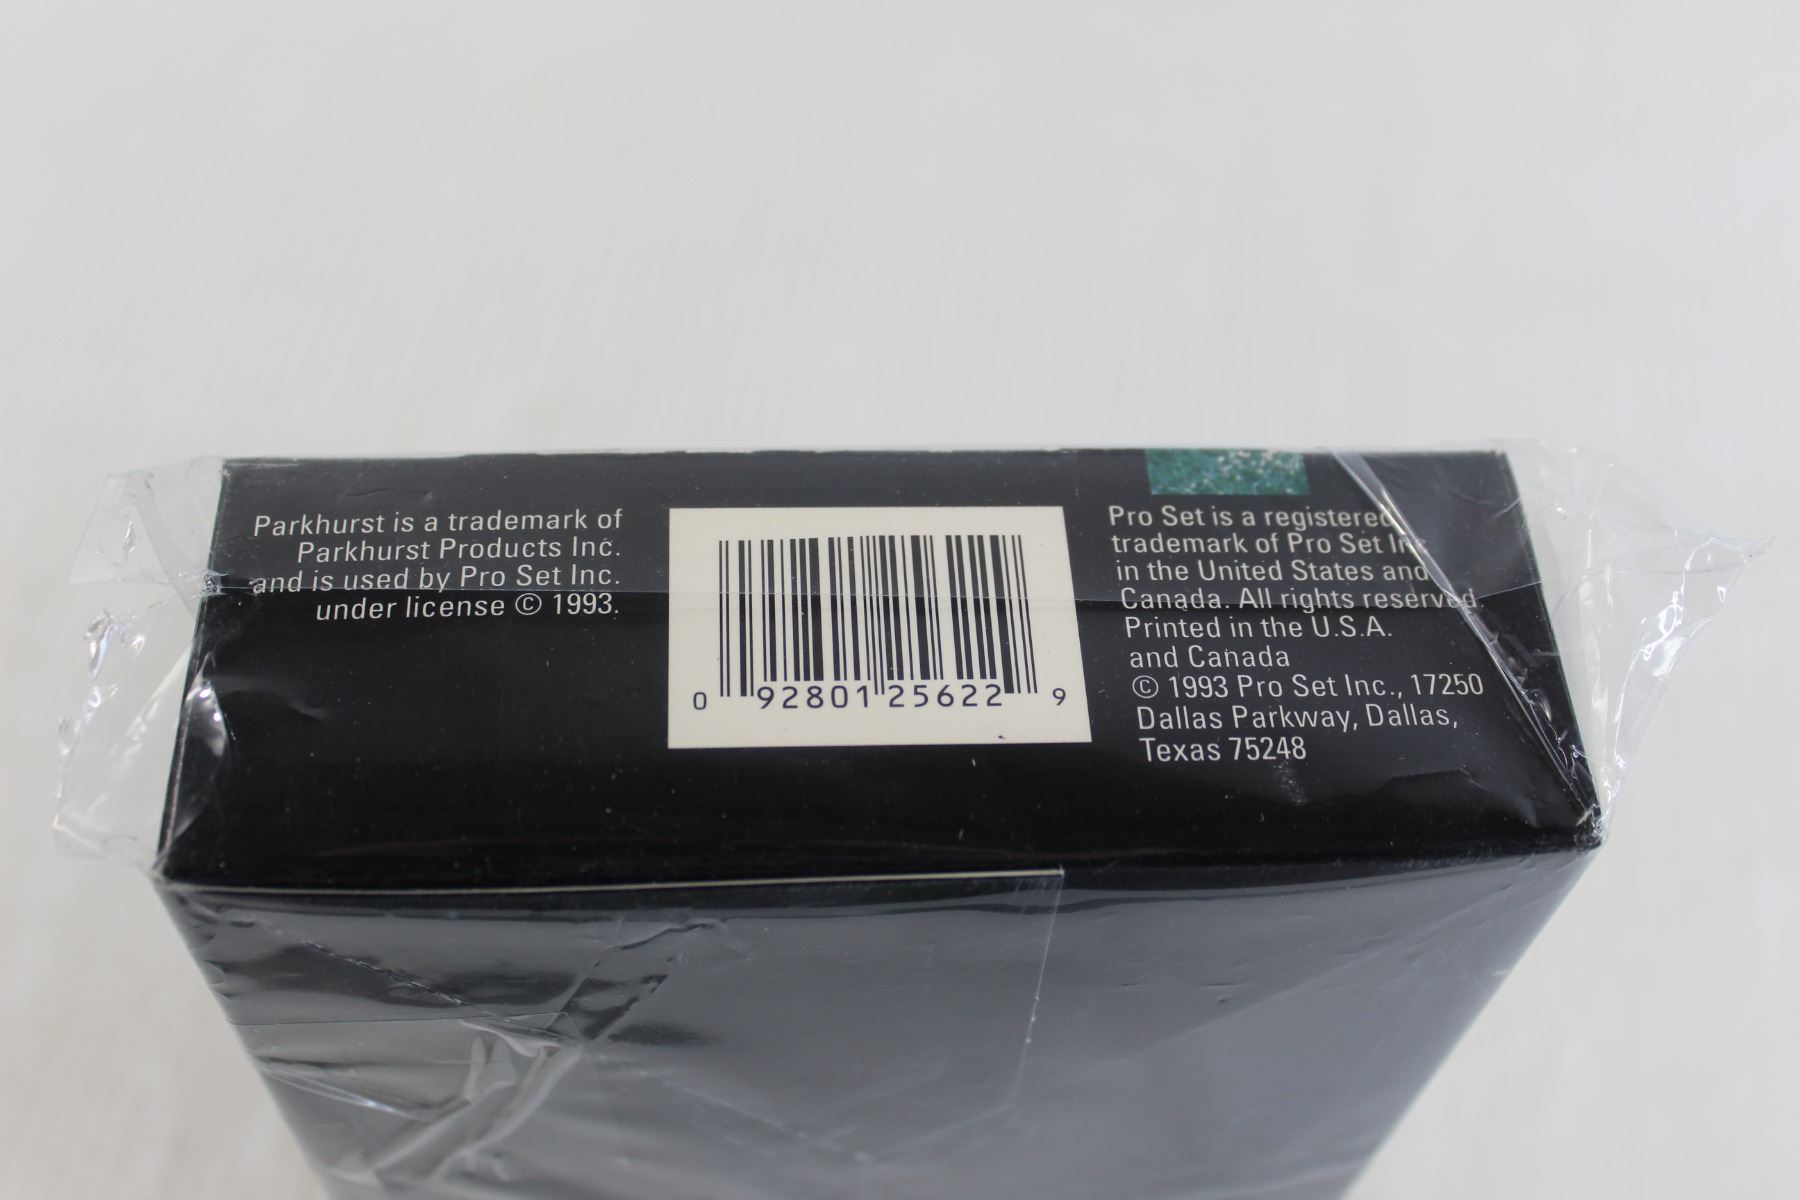 Parkhurst is a trademark of
Parkhurst Products Inc.
and is used by Pro Set Inc.
under license © 1993.
0 92801 25622 9
Pro Set is a registered
trademark of Pro Set Inc.
in the United States and
Canada. All rights reserved.
Printed in the U.S.A.
and Canada
© 1993 Pro Set Inc., 17250
Dallas Parkway, Dallas,
Texas 75248